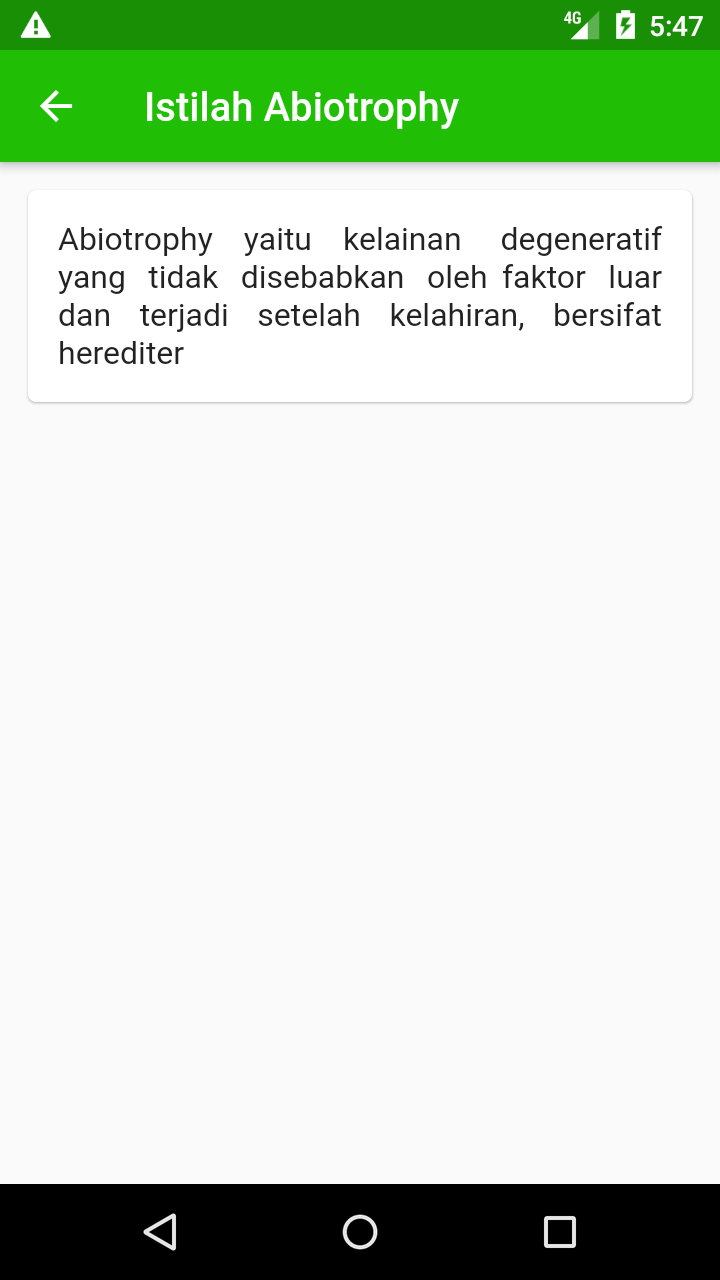 4G 5:47
Istilah Abiotrophy
Abiotrophy yaitu kelainan degeneratif
yang tidak disebabkan oleh faktor luar
dan terjadi setelah kelahiran, bersifat
herediter